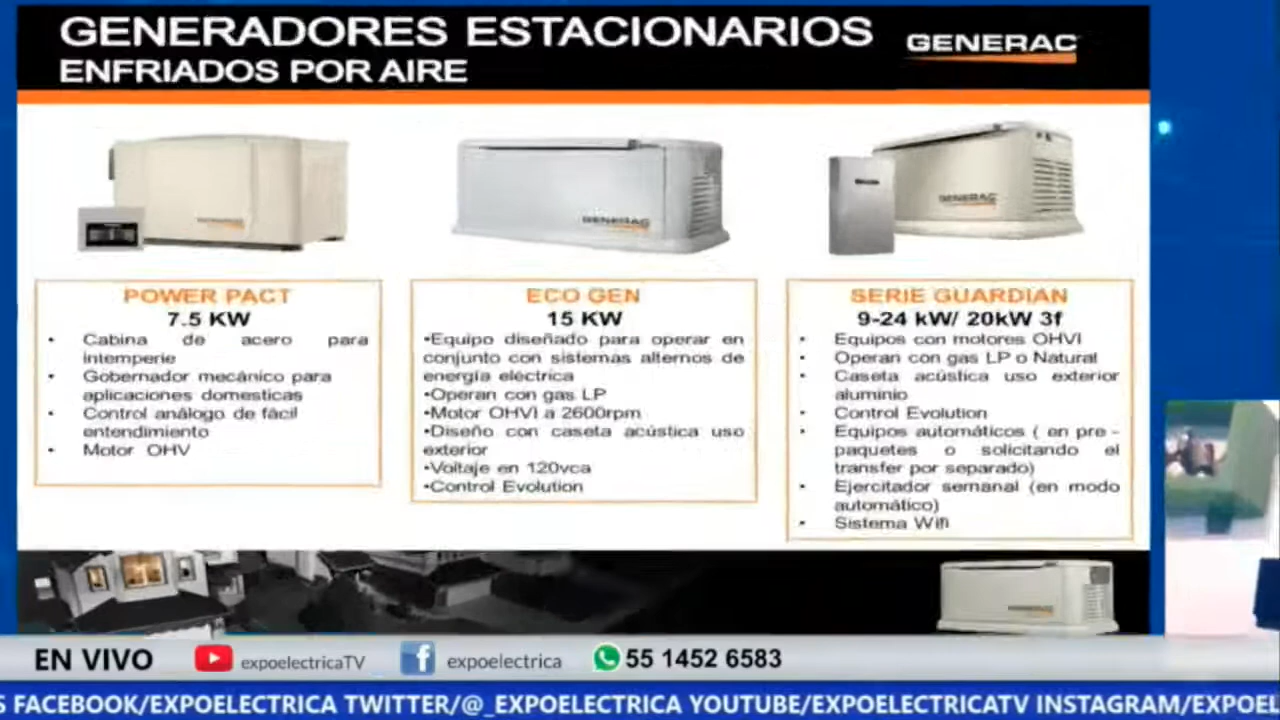 GENERADORES ESTACIONARIOS
ENFRIADOS POR AIRE
GENERAC
GENERAC
GENERAC
GENERAC
POWER PACT
7.5 KW
• Cabina de acero para
intemperie
• Gobernador mecánico para
aplicaciones domesticas
• Control análogo de fácil
entendimiento
• Motor OHV
ECO GEN
15 KW
•Equipo diseñado para operar en
conjunto con sistemas alternos de
energía eléctrica
•Operan con gas LP
•Motor OHVI a 2600rpm
•Diseño con caseta acústica uso
exterior
•Voltaje en 120vca
•Control Evolution
SERIE GUARDIAN
9-24 kW/ 20kW 3f
• Equipos con motores OHVI
• Operan con gas LP o Natural
• Caseta acústica uso exterior
aluminio
• Control Evolution
• Equipos automáticos ( en pre -
paquetes o solicitando el
transfer por separado)
• Ejercitador semanal (en modo
automático)
• Sistema Wifi
GENERAC
EN VIVO expoelectricaTV expoelectrica 55 1452 6583
S FACEBOOK/EXPOELECTRICA TWITTER/@_EXPOELECTRICA YOUTUBE/EXPOELECTRICATV INSTAGRAM/EXPOEL